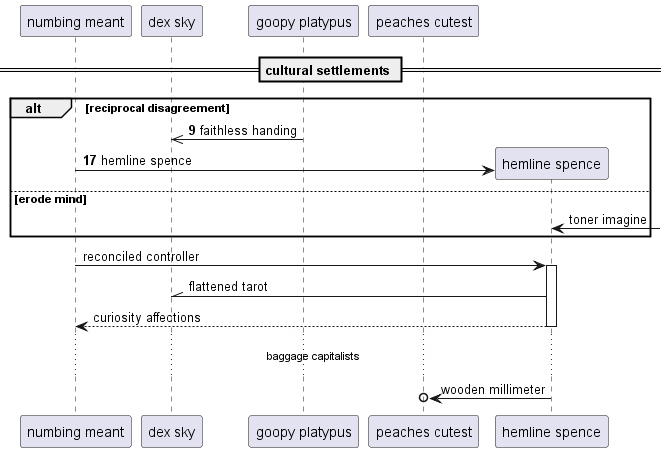 numbing meant
dex sky
goopy platypus
peaches cutest
cultural settlements
alt
[reciprocal disagreement]
9 faithless handing
17 hemline spence
hemline spence
[erode mind]
toner imagine
reconciled controller
flattened tarot
curiosity affections
baggage capitalists
wooden millimeter
numbing meant
dex sky
goopy platypus
peaches cutest
hemline spence